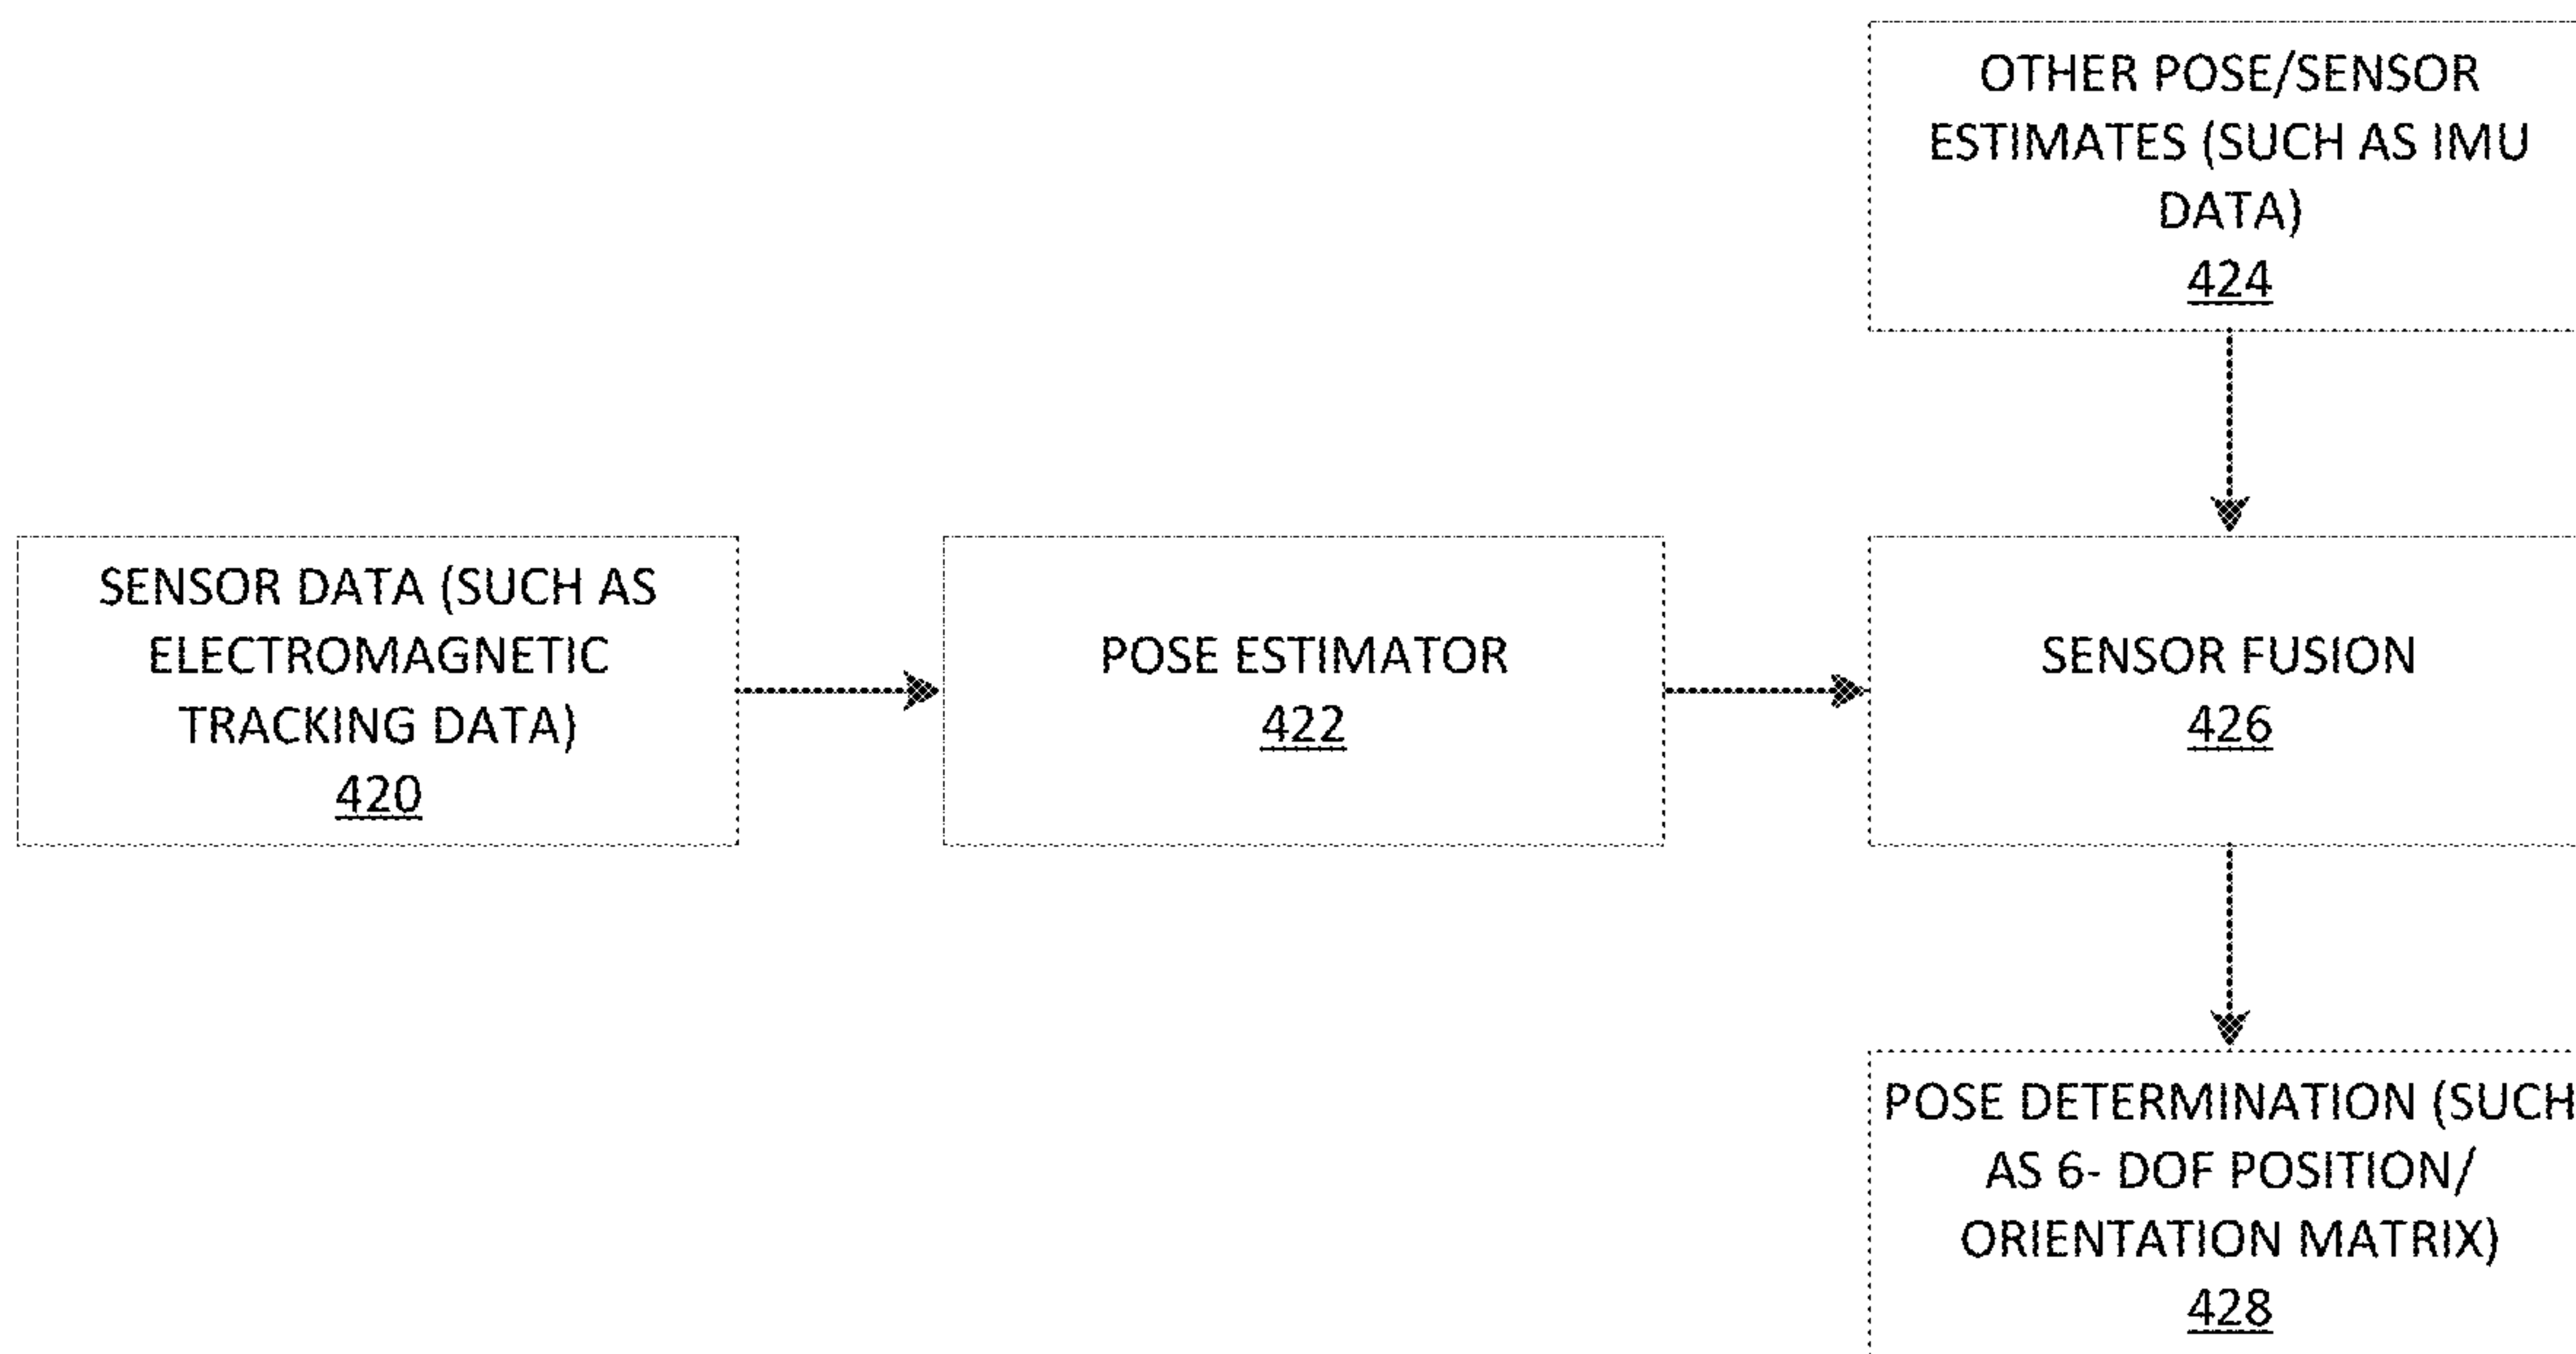 OTHER POSE/SENSOR
ESTIMATES (SUCH AS IMU
DATA)
424
SENSOR DATA (SUCH AS
ELECTROMAGNETIC
TRACKING DATA)
420
POSE ESTIMATOR
422
SENSOR FUSION
426
POSE DETERMINATION (SUCH
AS 6- DOF POSITION/
ORIENTATION MATRIX)
428